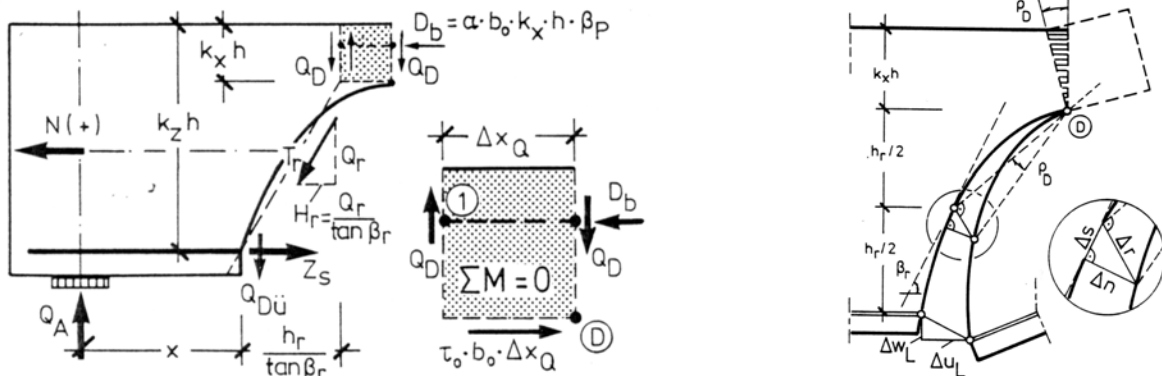 D_b = α·b_o·k_x·h·β_P
k_x h
Q_D
Q_D
k_z h
N(+)
T_r
Q_r
H_r = Q_r / tan β_r
Z_s
Q_Dü
Q_A
x
h_r / tan β_r
Δx_Q
1
D_b
Q_D
Q_D
ΣM = 0
D
τ_o·b_o·Δx_Q
ρ_D
k_x h
D
h_r/2
ρ_D
h_r/2
β_r
Δs
Δr
Δn
Δw_L
Δu_L